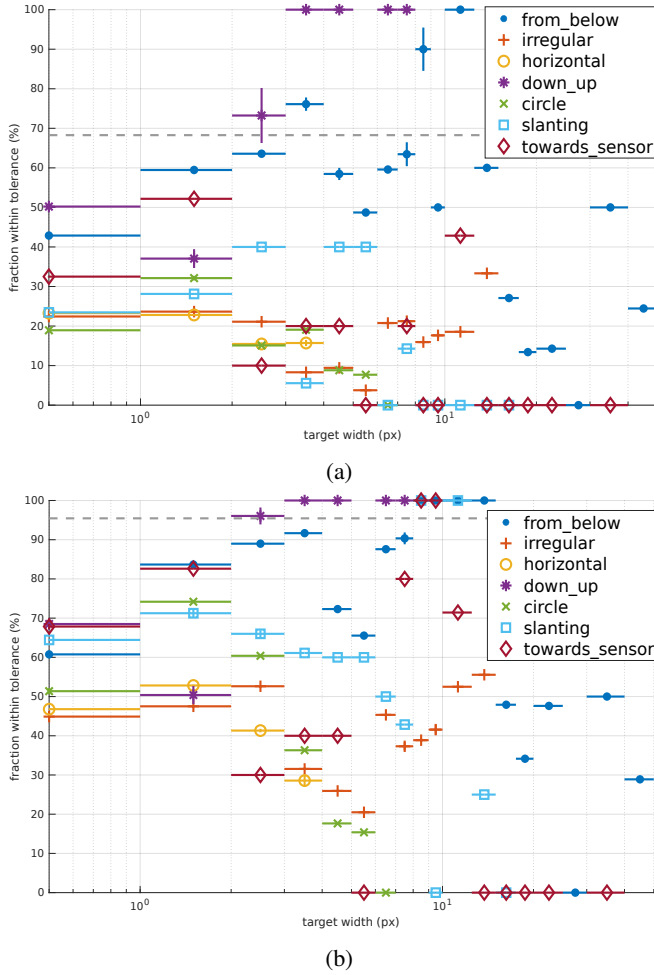 100
90
80
70
60
50
40
30
20
10
0
fraction within tolerance (%)
10^0
10^1
target width (px)
from_below
irregular
horizontal
down_up
circle
slanting
towards_sensor
(a)
100
90
80
70
60
50
40
30
20
10
0
fraction within tolerance (%)
10^0
10^1
target width (px)
from_below
irregular
horizontal
down_up
circle
slanting
towards_sensor
(b)